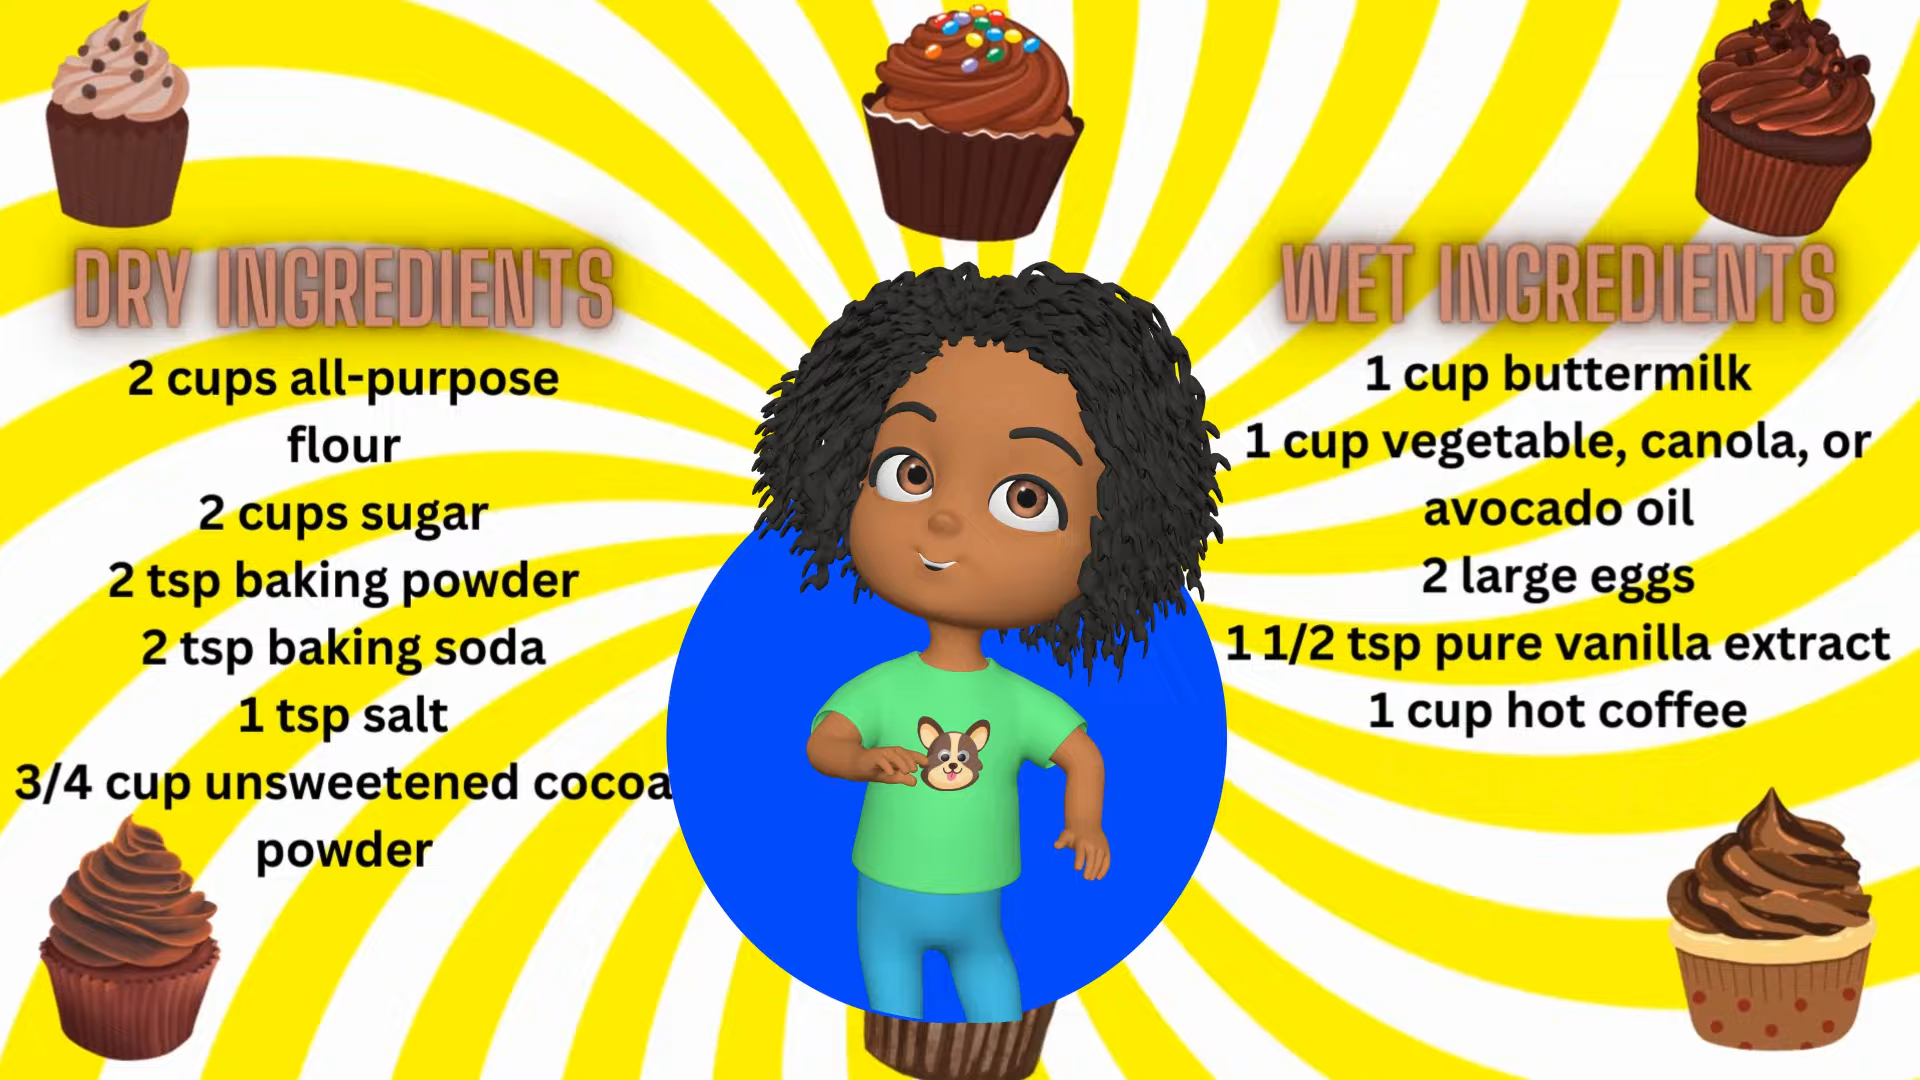 DRY INGREDIENTS
2 cups all-purpose
flour
2 cups sugar
2 tsp baking powder
2 tsp baking soda
1 tsp salt
3/4 cup unsweetened cocoa
powder
WET INGREDIENTS
1 cup buttermilk
1 cup vegetable, canola, or
avocado oil
2 large eggs
1 1/2 tsp pure vanilla extract
1 cup hot coffee